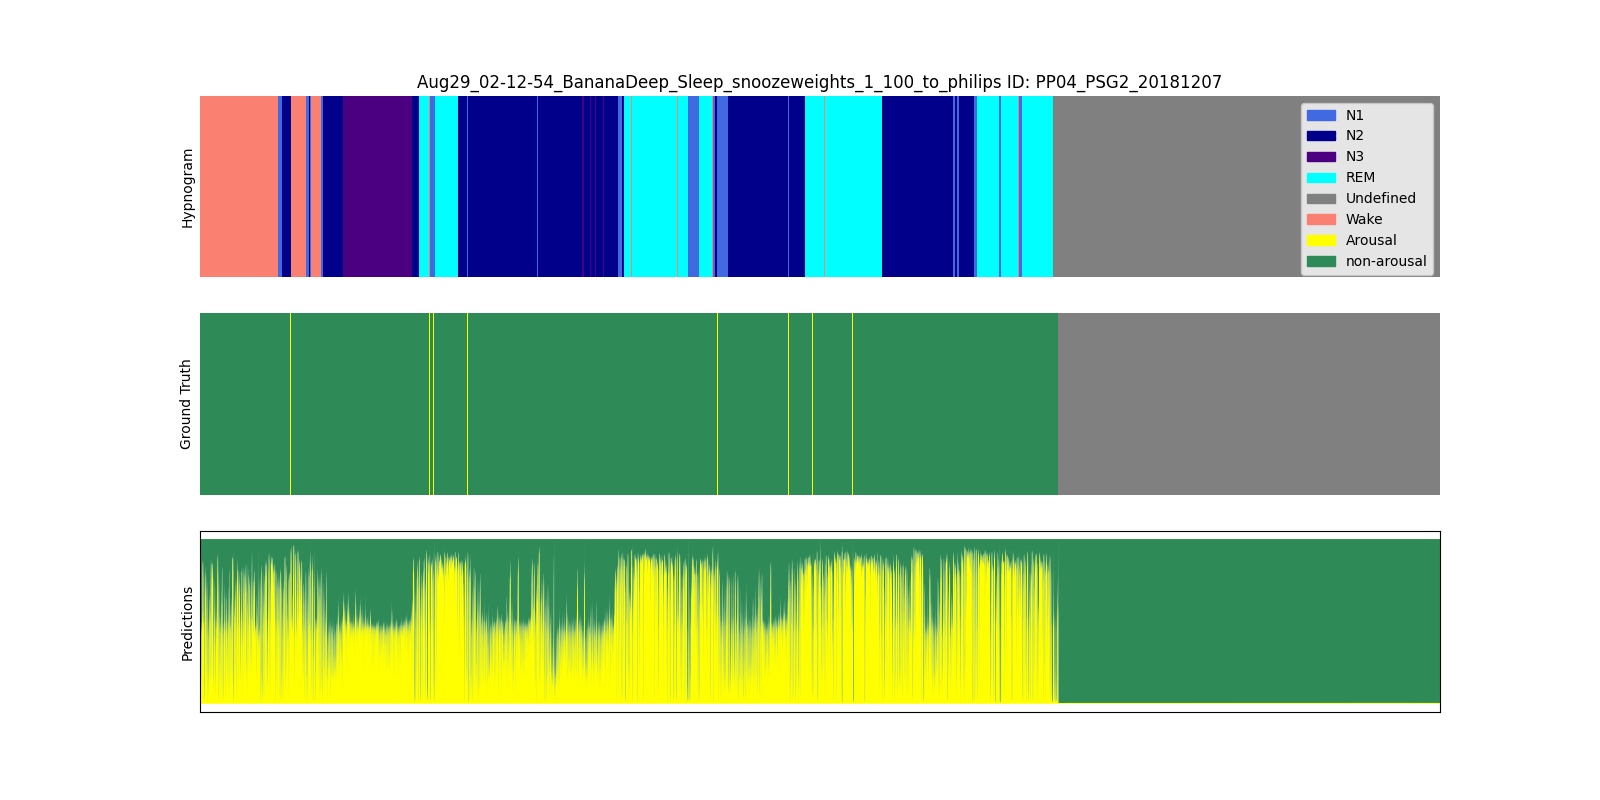 Aug29_02-12-54_BananaDeep_Sleep_snoozeweights_1_100_to_philips ID: PP04_PSG2_20181207
Hypnogram
N1
N2
N3
REM
Undefined
Wake
Arousal
non-arousal
Ground Truth
Predictions